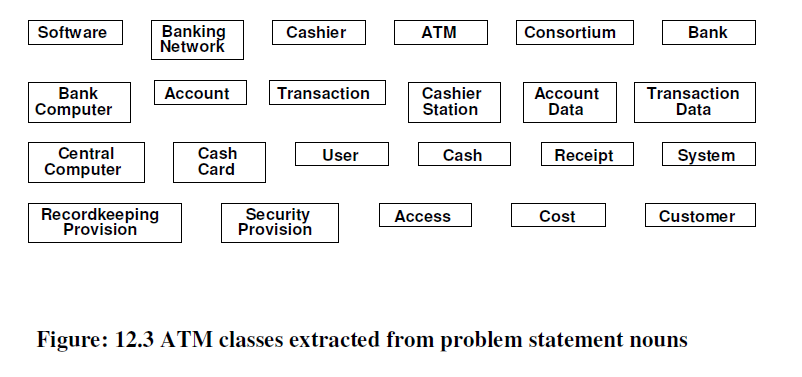 Software
Banking
Network
Cashier
ATM
Consortium
Bank
Bank
Computer
Account
Transaction
Cashier
Station
Account
Data
Transaction
Data
Central
Computer
Cash
Card
User
Cash
Receipt
System
Recordkeeping
Provision
Security
Provision
Access
Cost
Customer
Figure: 12.3 ATM classes extracted from problem statement nouns